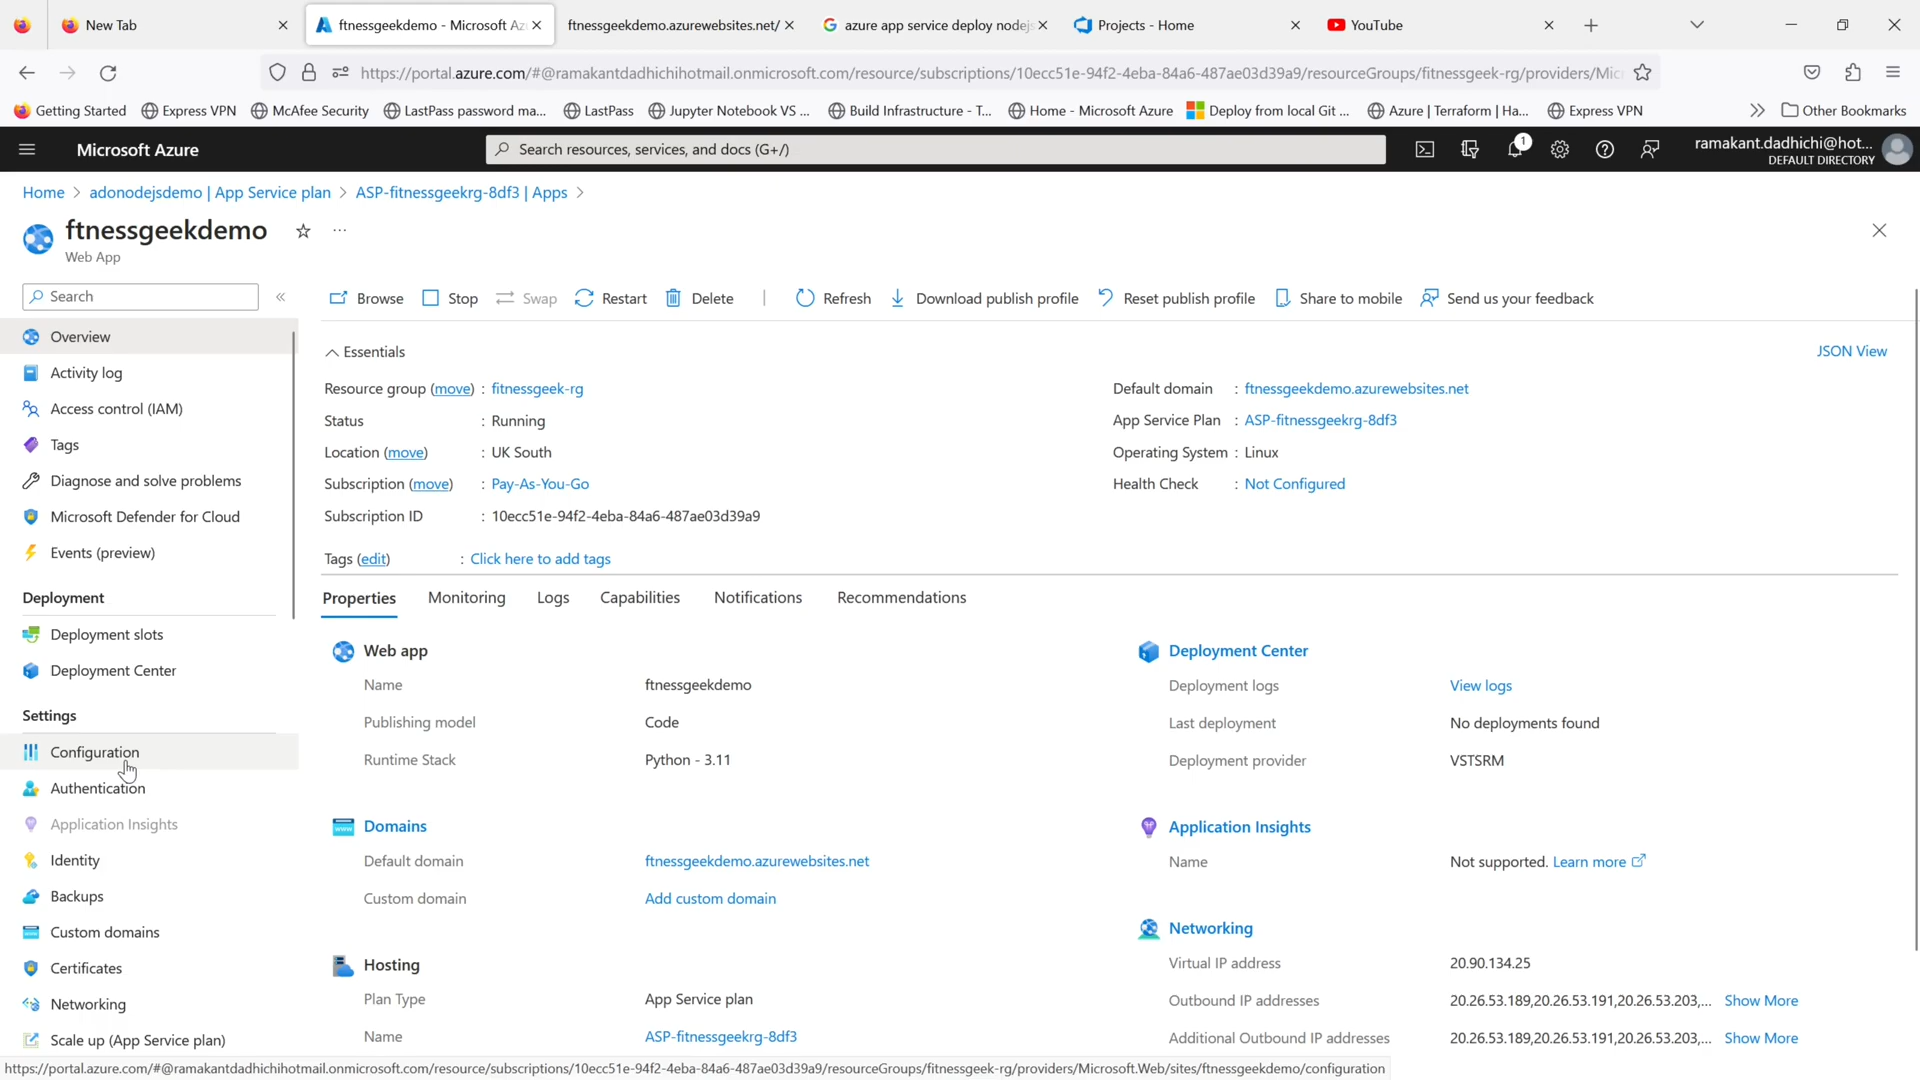 New Tab
ftnessgeekdemo - Microsoft Az
ftnessgeekdemo.azurewebsites.net/
azure app service deploy nodejs
Projects - Home
YouTube
https://portal.azure.com/#@ramakantdadhichihotmail.onmicrosoft.com/resource/subscriptions/10ecc51e-94f2-4eba-84a6-487ae03d39a9/resourceGroups/fitnessgeek-rg/providers/Mic
Getting Started
Express VPN
McAfee Security
LastPass password ma...
LastPass
Jupyter Notebook VS ...
Build Infrastructure - T...
Home - Microsoft Azure
Deploy from local Git ...
Azure | Terraform | Ha...
Express VPN
Other Bookmarks
Microsoft Azure
Search resources, services, and docs (G+/)
1
ramakant.dadhichi@hot...
DEFAULT DIRECTORY
Home > adonodejsdemo | App Service plan > ASP-fitnessgeekrg-8df3 | Apps >
ftnessgeekdemo
Web App
Search
Browse
Stop
Swap
Restart
Delete
Refresh
Download publish profile
Reset publish profile
Share to mobile
Send us your feedback
Overview
Activity log
Access control (IAM)
Tags
Diagnose and solve problems
Microsoft Defender for Cloud
Events (preview)
Deployment
Deployment slots
Deployment Center
Settings
Configuration
Authentication
Application Insights
Identity
Backups
Custom domains
Certificates
Networking
Scale up (App Service plan)
Essentials
JSON View
Resource group (move) : fitnessgeek-rg
Status : Running
Location (move) : UK South
Subscription (move) : Pay-As-You-Go
Subscription ID : 10ecc51e-94f2-4eba-84a6-487ae03d39a9
Tags (edit) : Click here to add tags
Default domain : ftnessgeekdemo.azurewebsites.net
App Service Plan : ASP-fitnessgeekrg-8df3
Operating System : Linux
Health Check : Not Configured
Properties
Monitoring
Logs
Capabilities
Notifications
Recommendations
Web app
Name ftnessgeekdemo
Publishing model Code
Runtime Stack Python - 3.11
Domains
Default domain ftnessgeekdemo.azurewebsites.net
Custom domain Add custom domain
Hosting
Plan Type App Service plan
Name ASP-fitnessgeekrg-8df3
Deployment Center
Deployment logs View logs
Last deployment No deployments found
Deployment provider VSTSRM
Application Insights
Name Not supported. Learn more
Networking
Virtual IP address 20.90.134.25
Outbound IP addresses 20.26.53.189,20.26.53.191,20.26.53.203,... Show More
Additional Outbound IP addresses 20.26.53.189,20.26.53.191,20.26.53.203,... Show More
https://portal.azure.com/#@ramakantdadhichihotmail.onmicrosoft.com/resource/subscriptions/10ecc51e-94f2-4eba-84a6-487ae03d39a9/resourceGroups/fitnessgeek-rg/providers/Microsoft.Web/sites/ftnessgeekdemo/configuration